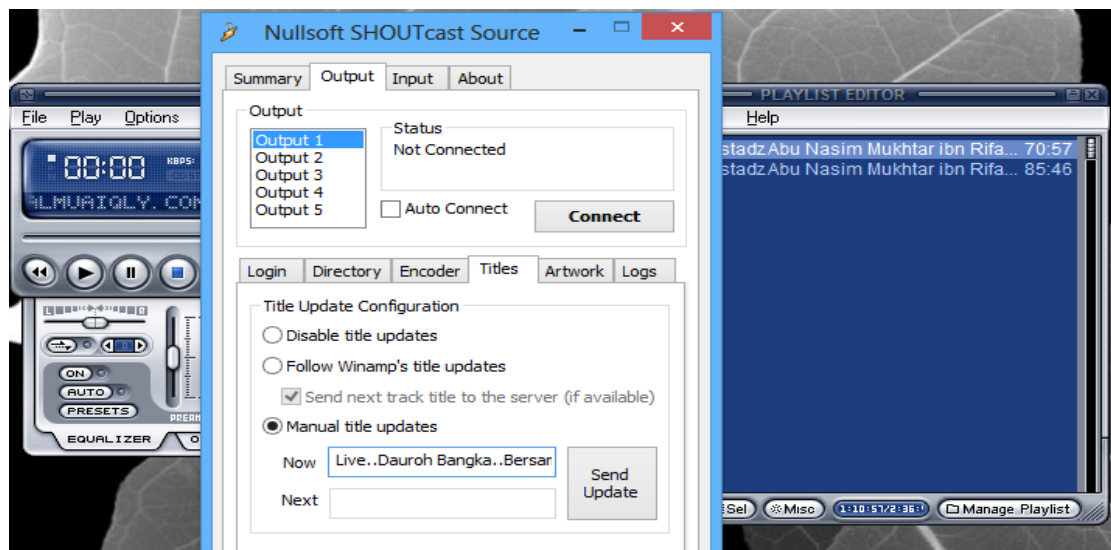 Nullsoft SHOUTcast Source
Summary Output Input About
Output
Output 1
Output 2
Output 3
Output 4
Output 5
Status
Not Connected
Auto Connect
Connect
Login Directory Encoder Titles Artwork Logs
Title Update Configuration
Disable title updates
Follow Winamp's title updates
Send next track title to the server (if available)
Manual title updates
Now Live..Dauroh Bangka..Bersar
Next
Send
Update
File Play Options
00:00 KBPS:
ALMUAIQLY. COM
L R
ON
AUTO
PRESETS
PREAM
EQUALIZER
PLAYLIST EDITOR
Help
stadz Abu Nasim Mukhtar ibn Rifa... 70:57
stadz Abu Nasim Mukhtar ibn Rifa... 85:46
Sel Misc Manage Playlist